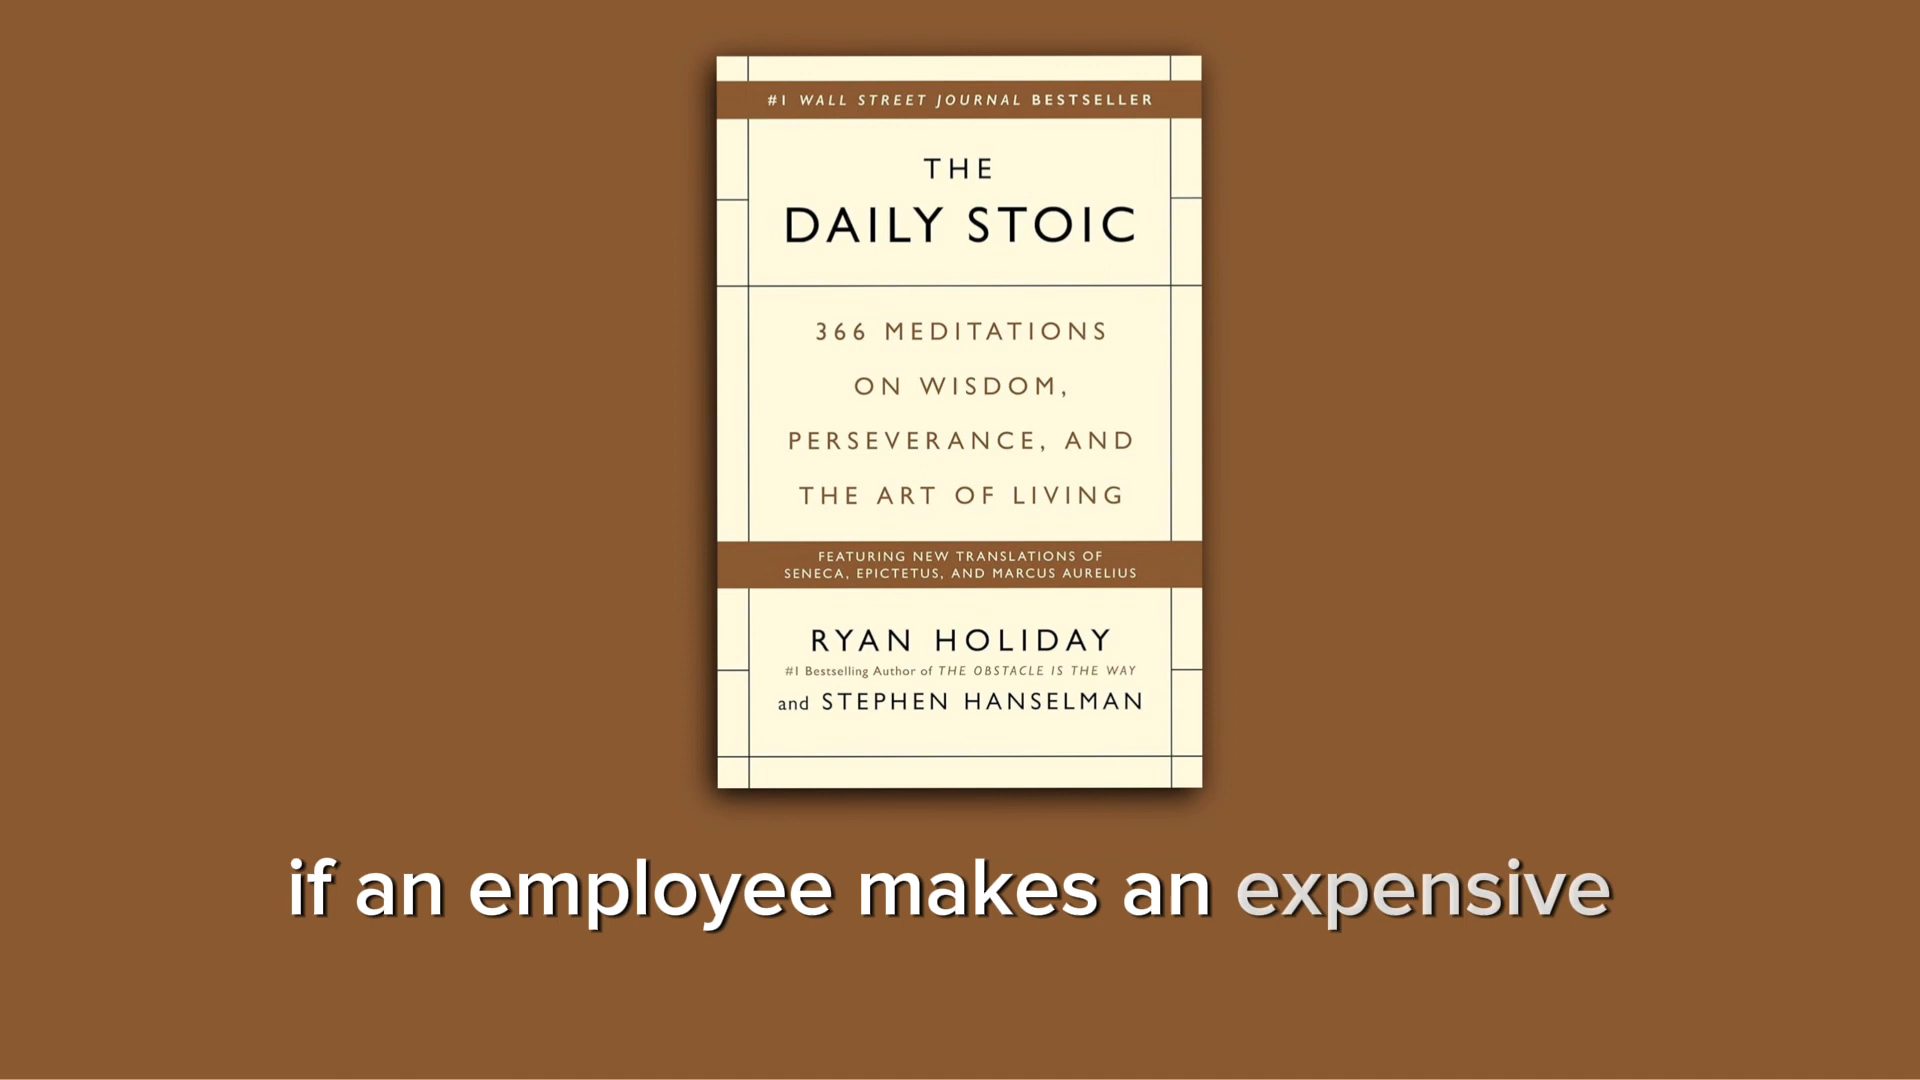 #1 WALL STREET JOURNAL BESTSELLER
THE
DAILY STOIC
366 MEDITATIONS
ON WISDOM,
PERSEVERANCE, AND
THE ART OF LIVING
FEATURING NEW TRANSLATIONS OF
SENECA, EPICTETUS, AND MARCUS AURELIUS
RYAN HOLIDAY
#1 Bestselling Author of THE OBSTACLE IS THE WAY
and STEPHEN HANSELMAN
if an employee makes an expensive